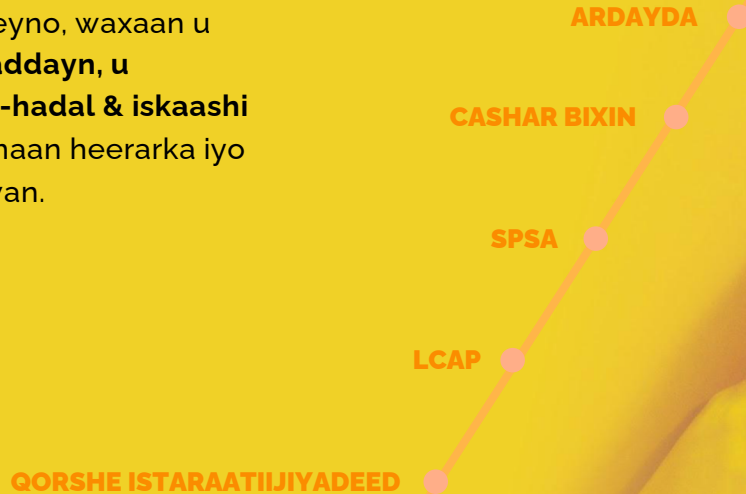 eyno, waxaan u
addayn, u
-hadal & iskaashi
naan heerarka iyo
yan.
ARDAYDA
CASHAR BIXIN
SPSA
LCAP
QORSHE ISTARAATIIJIYADEED